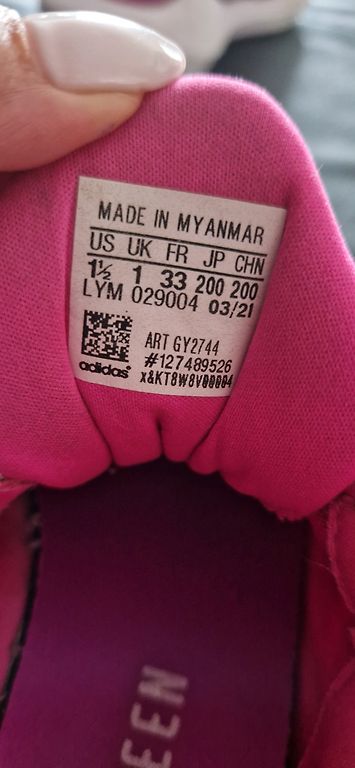 MADE IN MYANMAR
US UK FR JP CHN
1½ 1 33 200 200
LYM 029004 03/21
ART GY2744
#127489526
adidas®
EEN